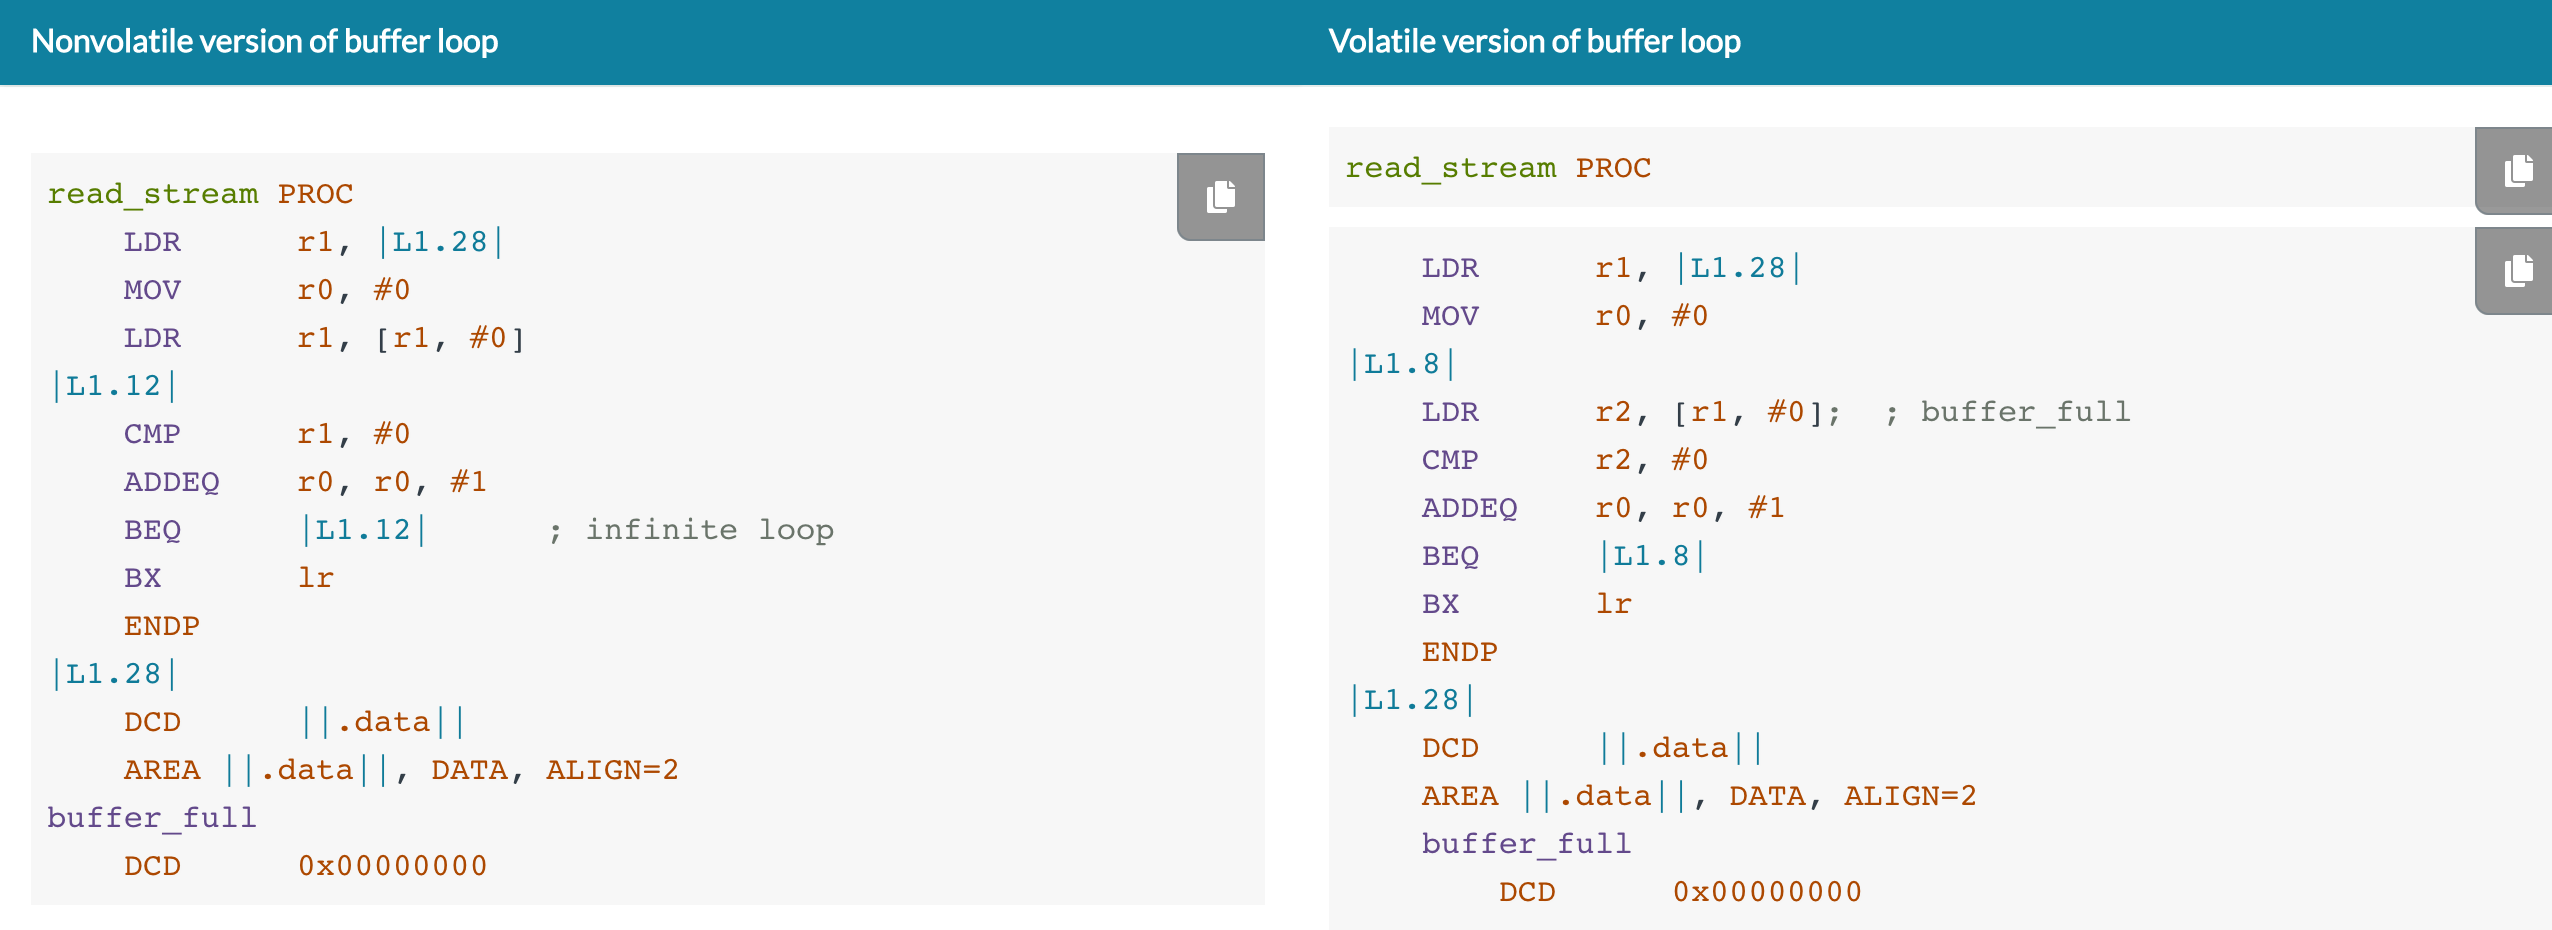 Nonvolatile version of buffer loop
read_stream PROC
    LDR      r1, |L1.28|
    MOV      r0, #0
    LDR      r1, [r1, #0]
|L1.12|
    CMP      r1, #0
    ADDEQ    r0, r0, #1
    BEQ      |L1.12|      ; infinite loop
    BX       lr
    ENDP
|L1.28|
    DCD      ||.data||
    AREA ||.data||, DATA, ALIGN=2
buffer_full
    DCD      0x00000000
Volatile version of buffer loop
read_stream PROC
    LDR      r1, |L1.28|
    MOV      r0, #0
|L1.8|
    LDR      r2, [r1, #0];  ; buffer_full
    CMP      r2, #0
    ADDEQ    r0, r0, #1
    BEQ      |L1.8|
    BX       lr
    ENDP
|L1.28|
    DCD      ||.data||
    AREA ||.data||, DATA, ALIGN=2
    buffer_full
        DCD      0x00000000